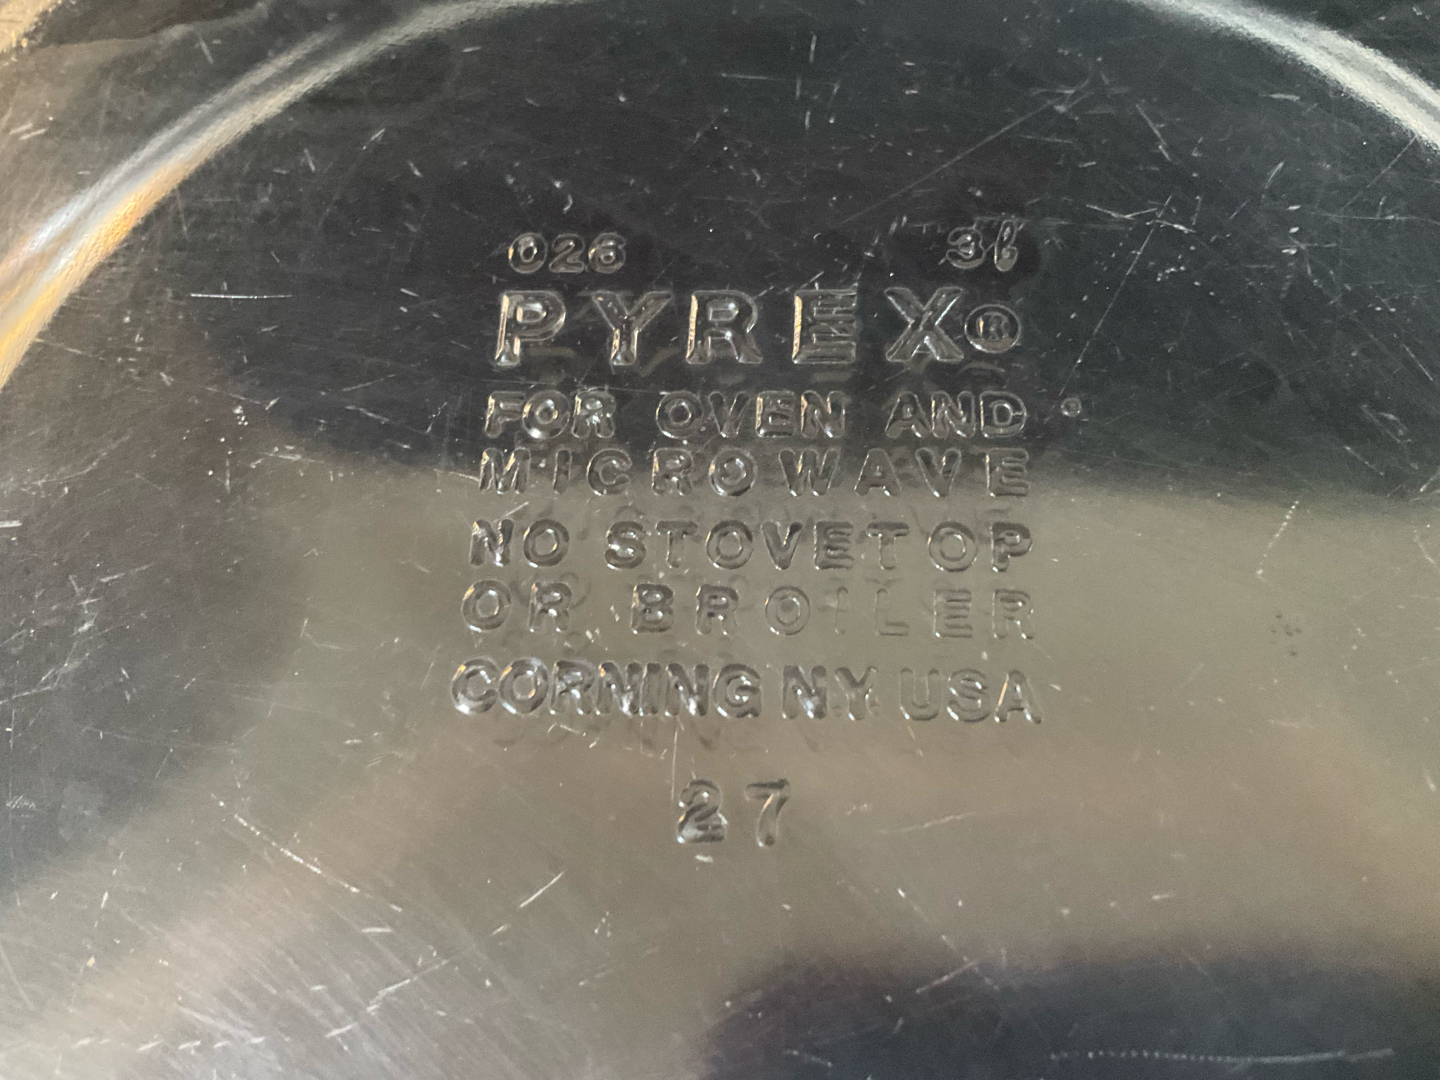 026 3ℓ
PYREX®
FOR OVEN AND
MICROWAVE
NO STOVETOP
OR BROILER
CORNING NY USA
27